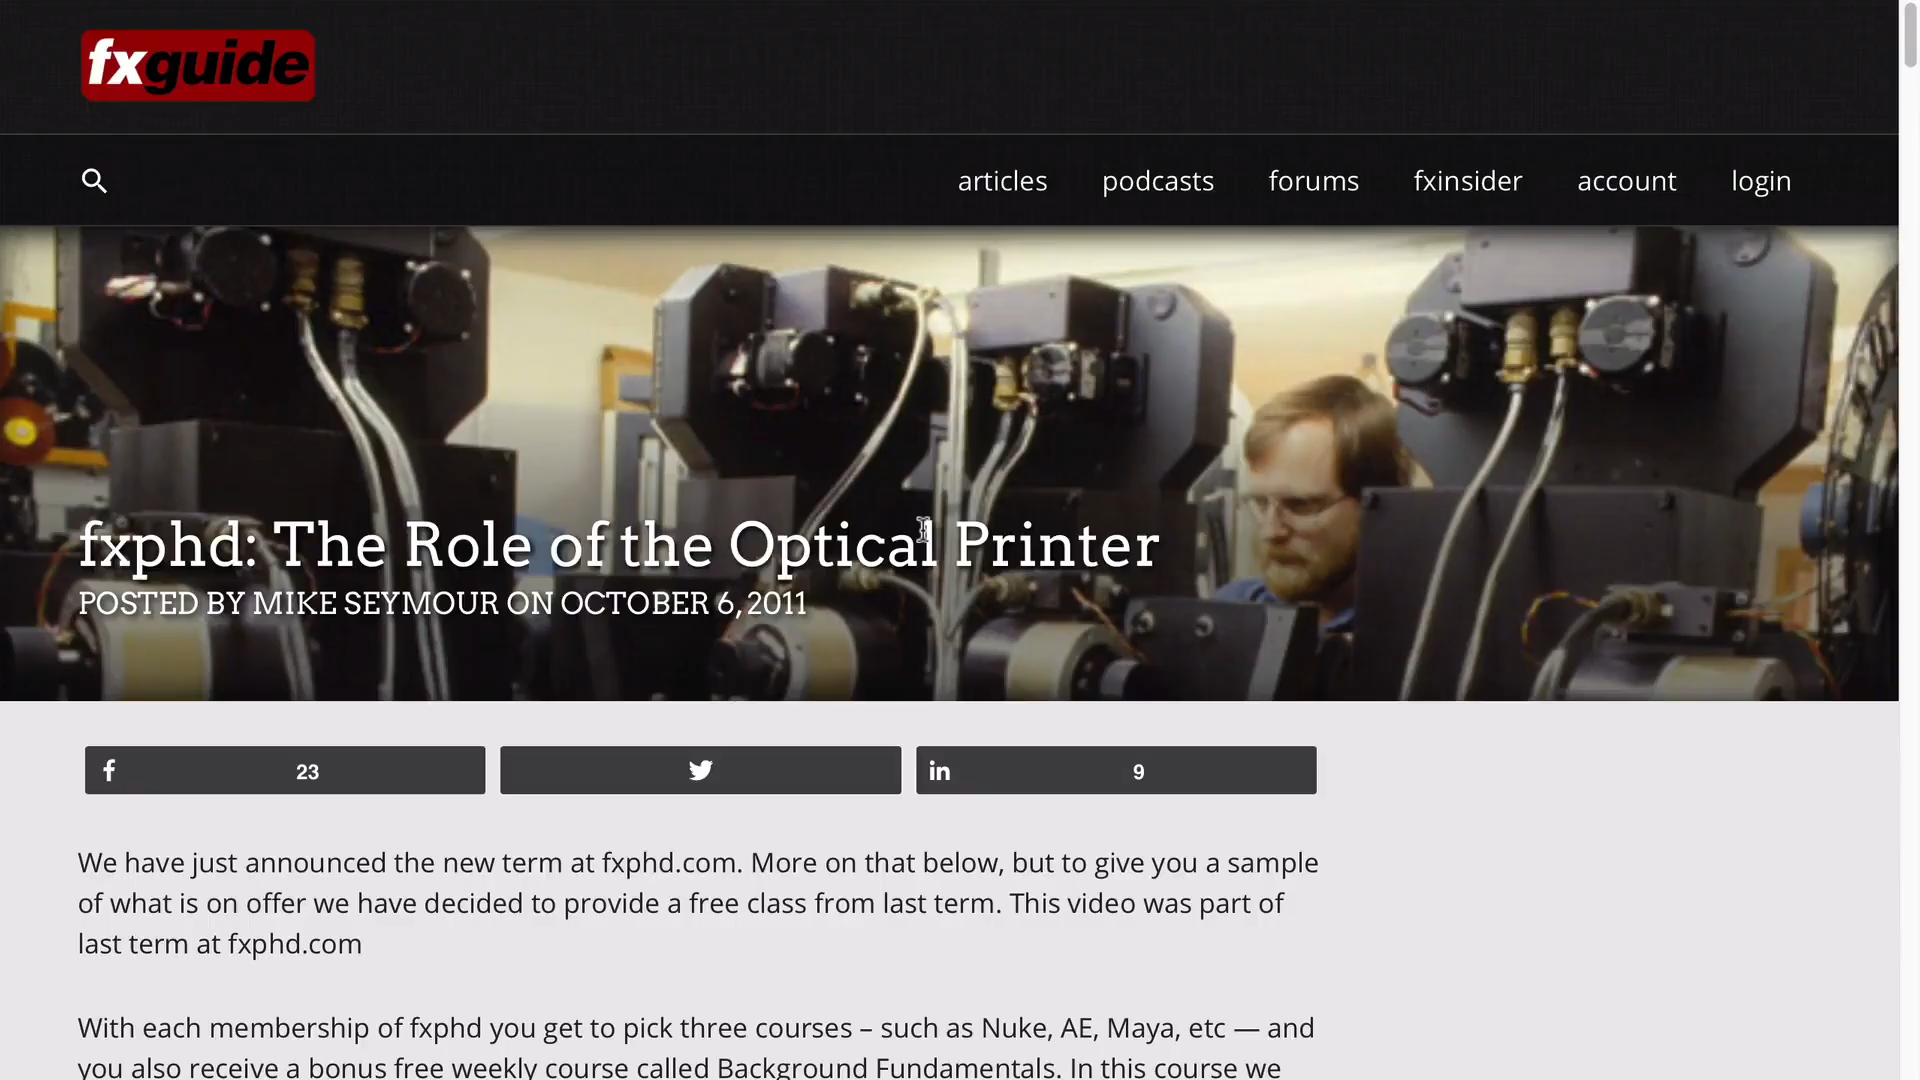 fxguide
articles podcasts forums fxinsider account login
fxphd: The Role of the Optical Printer
POSTED BY MIKE SEYMOUR ON OCTOBER 6, 2011
23 in 9
We have just announced the new term at fxphd.com. More on that below, but to give you a sample
of what is on offer we have decided to provide a free class from last term. This video was part of
last term at fxphd.com
With each membership of fxphd you get to pick three courses – such as Nuke, AE, Maya, etc — and
you also receive a bonus free weekly course called Background Fundamentals. In this course we